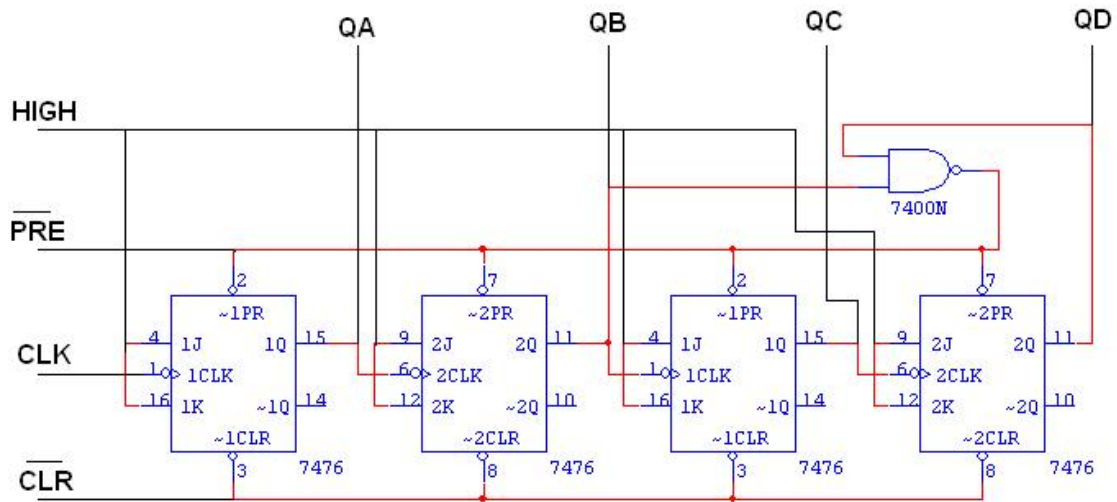 QA QB QC QD
HIGH
7400N
PRE
2 7 2 7
~1PR ~2PR ~1PR ~2PR
4 1J 1Q 15 9 2J 2Q 11 4 1J 1Q 15 9 2J 2Q 11
CLK 1 1CLK 6 2CLK 1 1CLK 6 2CLK
16 1K ~1Q 14 12 2K ~2Q 10 16 1K ~1Q 14 12 2K ~2Q 10
~1CLR ~2CLR ~1CLR ~2CLR
CLR 3 7476 8 7476 3 7476 8 7476